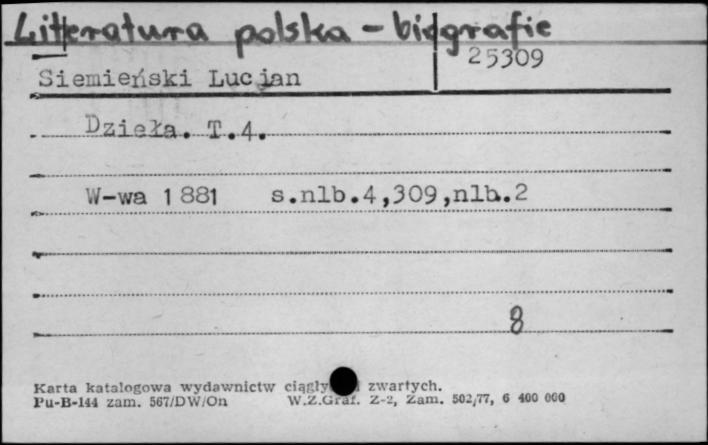 Literatura polska - biografie
25309
Siemieński Lucjan
Dzieła. T.4.
W-wa 1881 s.nlb.4,309,nlb.2
8
Karta katalogowa wydawnictw zwartych.
Pu-B-144 zam. 567/DW/On W.Z.Graf. Z-2, Zam. 502/77, 6 400 000